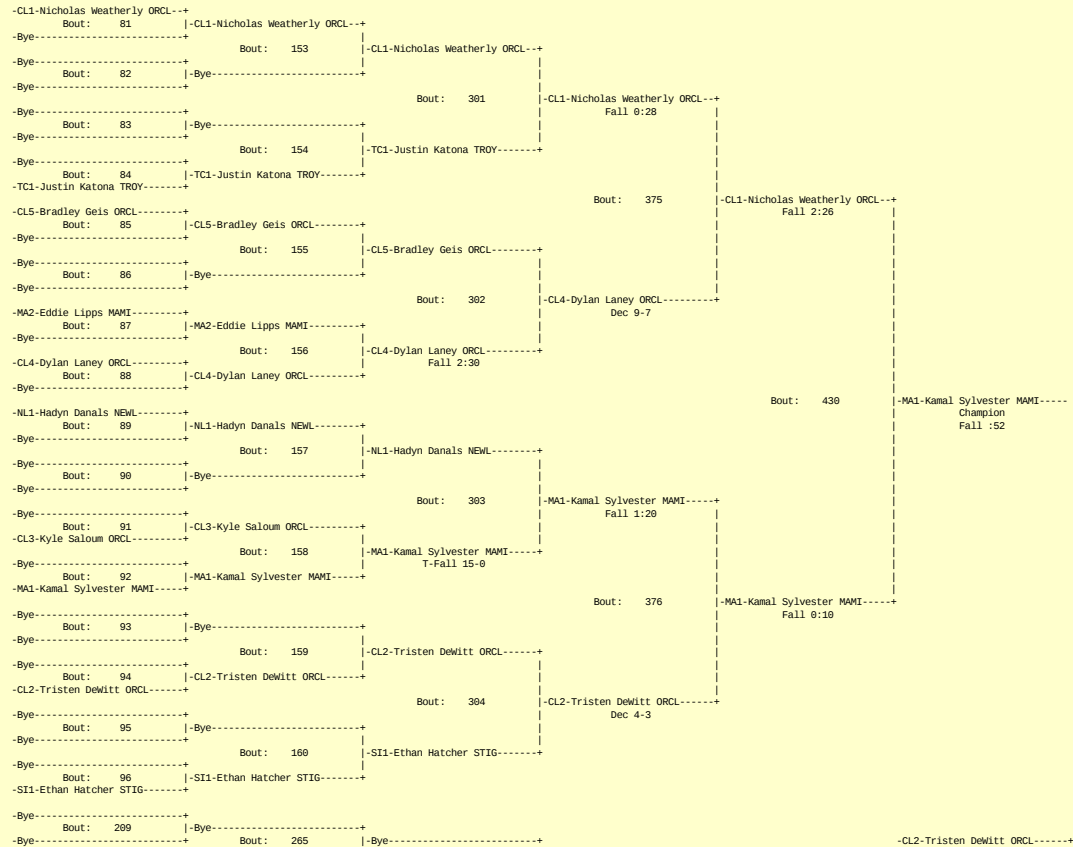 -CL1-Nicholas Weatherly ORCL--+
Bout: 81 |-CL1-Nicholas Weatherly ORCL--+
-Bye--------------------------+ |
Bout: 153 |-CL1-Nicholas Weatherly ORCL--+
-Bye--------------------------+ | |
Bout: 82 |-Bye--------------------------+ |
-Bye--------------------------+ |
Bout: 301 |-CL1-Nicholas Weatherly ORCL--+
-Bye--------------------------+ | Fall 0:28 |
Bout: 83 |-Bye--------------------------+ | |
-Bye--------------------------+ | | |
Bout: 154 |-TC1-Justin Katona TROY-------+ |
-Bye--------------------------+ | |
Bout: 84 |-TC1-Justin Katona TROY-------+ |
-TC1-Justin Katona TROY-------+ |
Bout: 375 |-CL1-Nicholas Weatherly ORCL--+
-CL5-Bradley Geis ORCL--------+ | Fall 2:26 |
Bout: 85 |-CL5-Bradley Geis ORCL--------+ | |
-Bye--------------------------+ | | |
Bout: 155 |-CL5-Bradley Geis ORCL--------+ | |
-Bye--------------------------+ | | | |
Bout: 86 |-Bye--------------------------+ | | |
-Bye--------------------------+ | | |
Bout: 302 |-CL4-Dylan Laney ORCL---------+ |
-MA2-Eddie Lipps MAMI---------+ | Dec 9-7 |
Bout: 87 |-MA2-Eddie Lipps MAMI---------+ | |
-Bye--------------------------+ | | |
Bout: 156 |-CL4-Dylan Laney ORCL---------+ |
-CL4-Dylan Laney ORCL---------+ | Fall 2:30 |
Bout: 88 |-CL4-Dylan Laney ORCL---------+ |
-Bye--------------------------+ |
Bout: 430 |-MA1-Kamal Sylvester MAMI-----
-NL1-Hadyn Danals NEWL--------+ | Champion
Bout: 89 |-NL1-Hadyn Danals NEWL--------+ | Fall :52
-Bye--------------------------+ | |
Bout: 157 |-NL1-Hadyn Danals NEWL--------+ |
-Bye--------------------------+ | | |
Bout: 90 |-Bye--------------------------+ | |
-Bye--------------------------+ | |
Bout: 303 |-MA1-Kamal Sylvester MAMI-----+ |
-Bye--------------------------+ | Fall 1:20 | |
Bout: 91 |-CL3-Kyle Saloum ORCL---------+ | | |
-CL3-Kyle Saloum ORCL---------+ | | | |
Bout: 158 |-MA1-Kamal Sylvester MAMI-----+ | |
-Bye--------------------------+ | T-Fall 15-0 | |
Bout: 92 |-MA1-Kamal Sylvester MAMI-----+ | |
-MA1-Kamal Sylvester MAMI-----+ | |
Bout: 376 |-MA1-Kamal Sylvester MAMI-----+
-Bye--------------------------+ | Fall 0:10
Bout: 93 |-Bye--------------------------+ |
-Bye--------------------------+ | |
Bout: 159 |-CL2-Tristen DeWitt ORCL------+ |
-Bye--------------------------+ | | |
Bout: 94 |-CL2-Tristen DeWitt ORCL------+ | |
-CL2-Tristen DeWitt ORCL------+ | |
Bout: 304 |-CL2-Tristen DeWitt ORCL------+
-Bye--------------------------+ | Dec 4-3
Bout: 95 |-Bye--------------------------+ |
-Bye--------------------------+ | |
Bout: 160 |-SI1-Ethan Hatcher STIG-------+
-Bye--------------------------+ |
Bout: 96 |-SI1-Ethan Hatcher STIG-------+
-SI1-Ethan Hatcher STIG-------+
-Bye--------------------------+
Bout: 209 |-Bye--------------------------+
-Bye--------------------------+ Bout: 265 |-Bye--------------------------+ -CL2-Tristen DeWitt ORCL------+